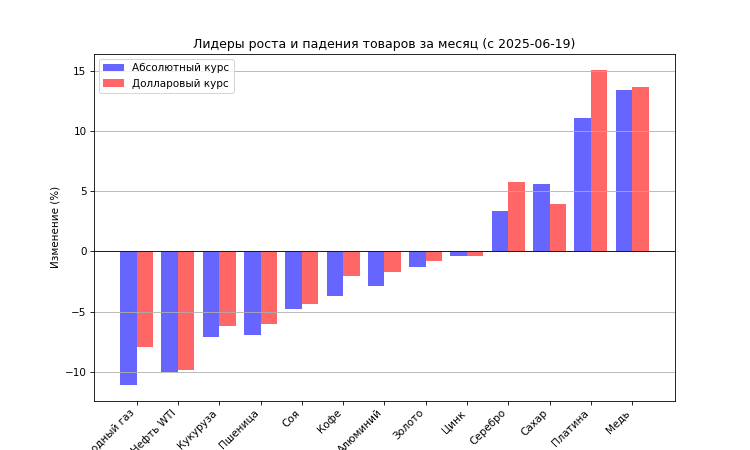 Лидеры роста и падения товаров за месяц (с 2025-06-19)
Абсолютный курс
Долларовый курс
Изменение (%)
15
10
5
0
−5
−10
газ
Нефть WTI
Кукуруза
Пшеница
Соя
Кофе
Алюминий
Золото
Цинк
Серебро
Сахар
Платина
Медь